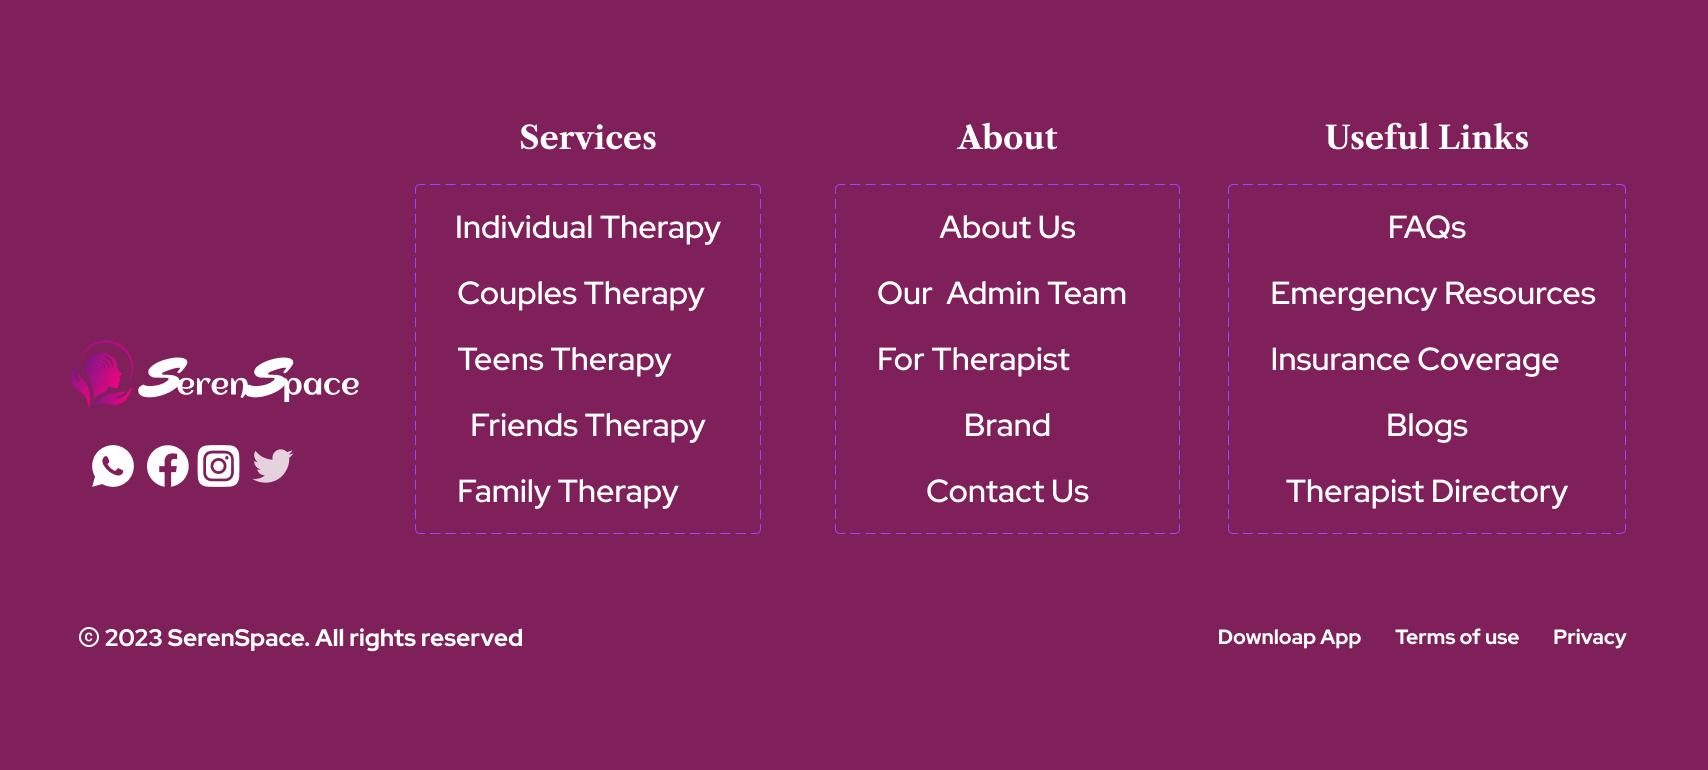 Services
Individual Therapy
Couples Therapy
Teens Therapy
Friends Therapy
Family Therapy
About
About Us
Our  Admin Team
For Therapist
Brand
Contact Us
Useful Links
FAQs
Emergency Resources
Insurance Coverage
Blogs
Therapist Directory
SerenSpace
© 2023 SerenSpace. All rights reserved
Downloap App
Terms of use
Privacy